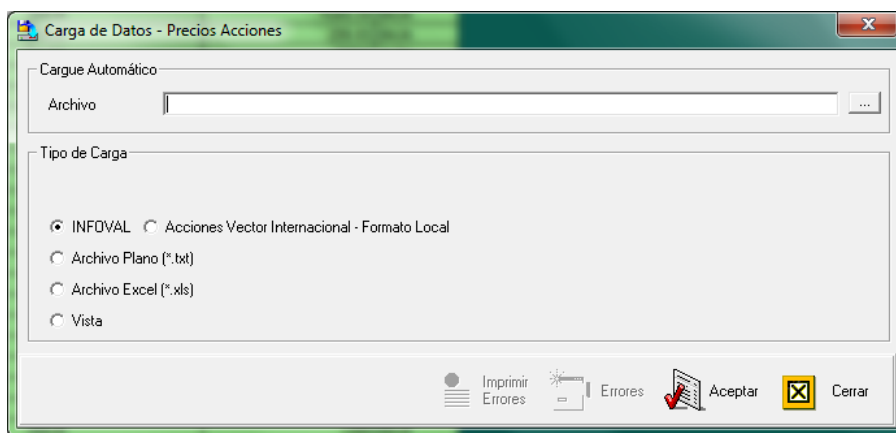 Carga de Datos - Precios Acciones
x
Cargue Automático
Archivo
...
Tipo de Carga
INFOVAL Acciones Vector Internacional - Formato Local
Archivo Plano (*.txt)
Archivo Excel (*.xls)
Vista
Imprimir
Errores
Errores
Aceptar
Cerrar